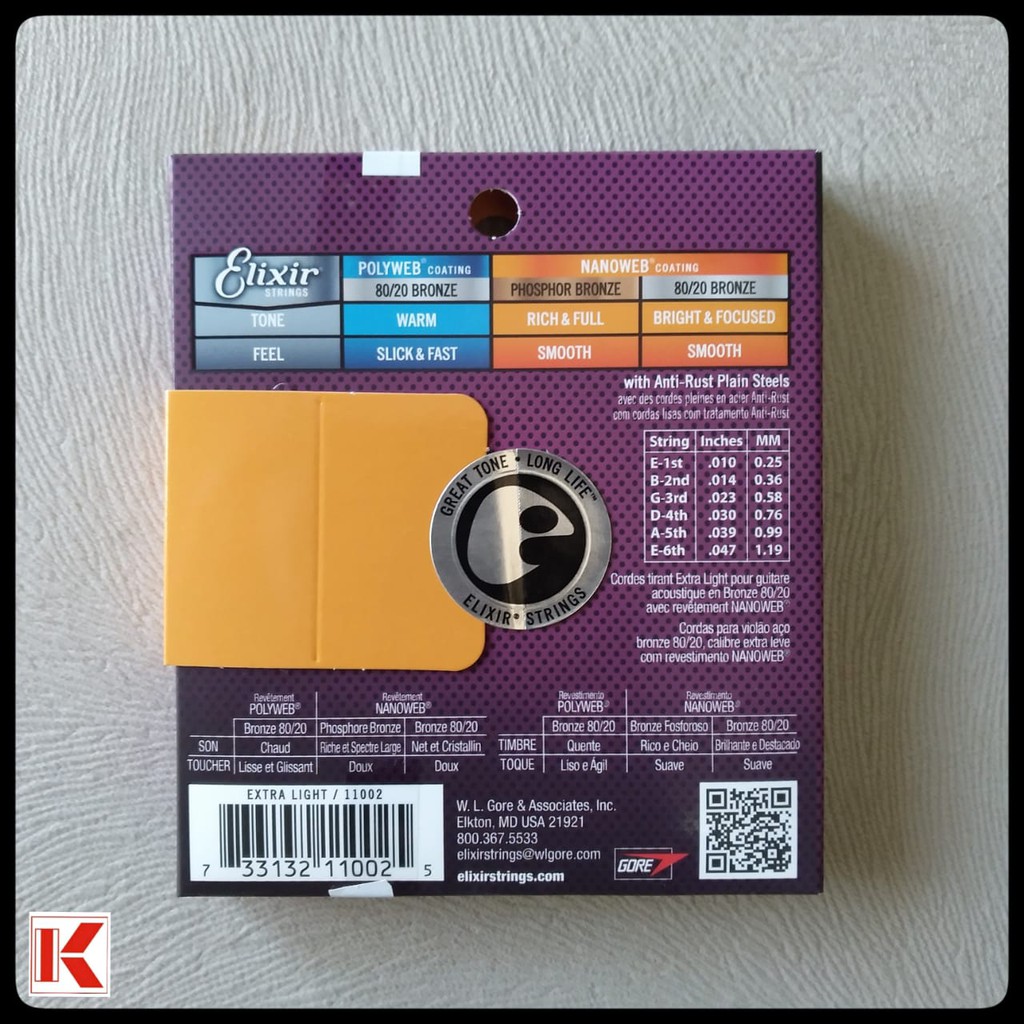 Elixir®
STRINGS
POLYWEB® COATING
NANOWEB® COATING
80/20 BRONZE
PHOSPHOR BRONZE
80/20 BRONZE
TONE
WARM
RICH & FULL
BRIGHT & FOCUSED
FEEL
SLICK & FAST
SMOOTH
SMOOTH
with Anti-Rust Plain Steels
avec des cordes pleines en acier Anti-Rust
com cordas lisas com tratamento Anti-Rust
String Inches MM
E-1st .010 0.25
B-2nd .014 0.36
G-3rd .023 0.58
D-4th .030 0.76
A-5th .039 0.99
E-6th .047 1.19
GREAT TONE • LONG LIFE™
ELIXIR® STRINGS
Cordes tirant Extra Light pour guitare
acoustique en Bronze 80/20
avec revêtement NANOWEB®
Cordas para violão aço
bronze 80/20, calibre extra leve
com revestimento NANOWEB®
Revêtement POLYWEB®
Revêtement NANOWEB®
Bronze 80/20 Phosphore Bronze Bronze 80/20
SON Chaud Riche et Spectre Large Net et Cristallin
TOUCHER Lisse et Glissant Doux Doux
Revestimento POLYWEB®
Revestimento NANOWEB®
Bronze 80/20 Bronze Fosforoso Bronze 80/20
TIMBRE Quente Rico e Cheio Brilhante e Destacado
TOQUE Liso e Ágil Suave Suave
EXTRA LIGHT / 11002
7 33132 11002 5
W. L. Gore & Associates, Inc.
Elkton, MD USA 21921
800.367.5533
elixirstrings@wlgore.com
elixirstrings.com
GORE
K